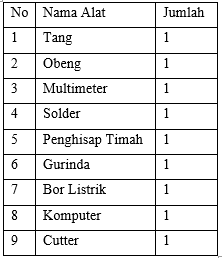 No Nama Alat Jumlah
1 Tang 1
2 Obeng 1
3 Multimeter 1
4 Solder 1
5 Penghisap Timah 1
6 Gurinda 1
7 Bor Listrik 1
8 Komputer 1
9 Cutter 1